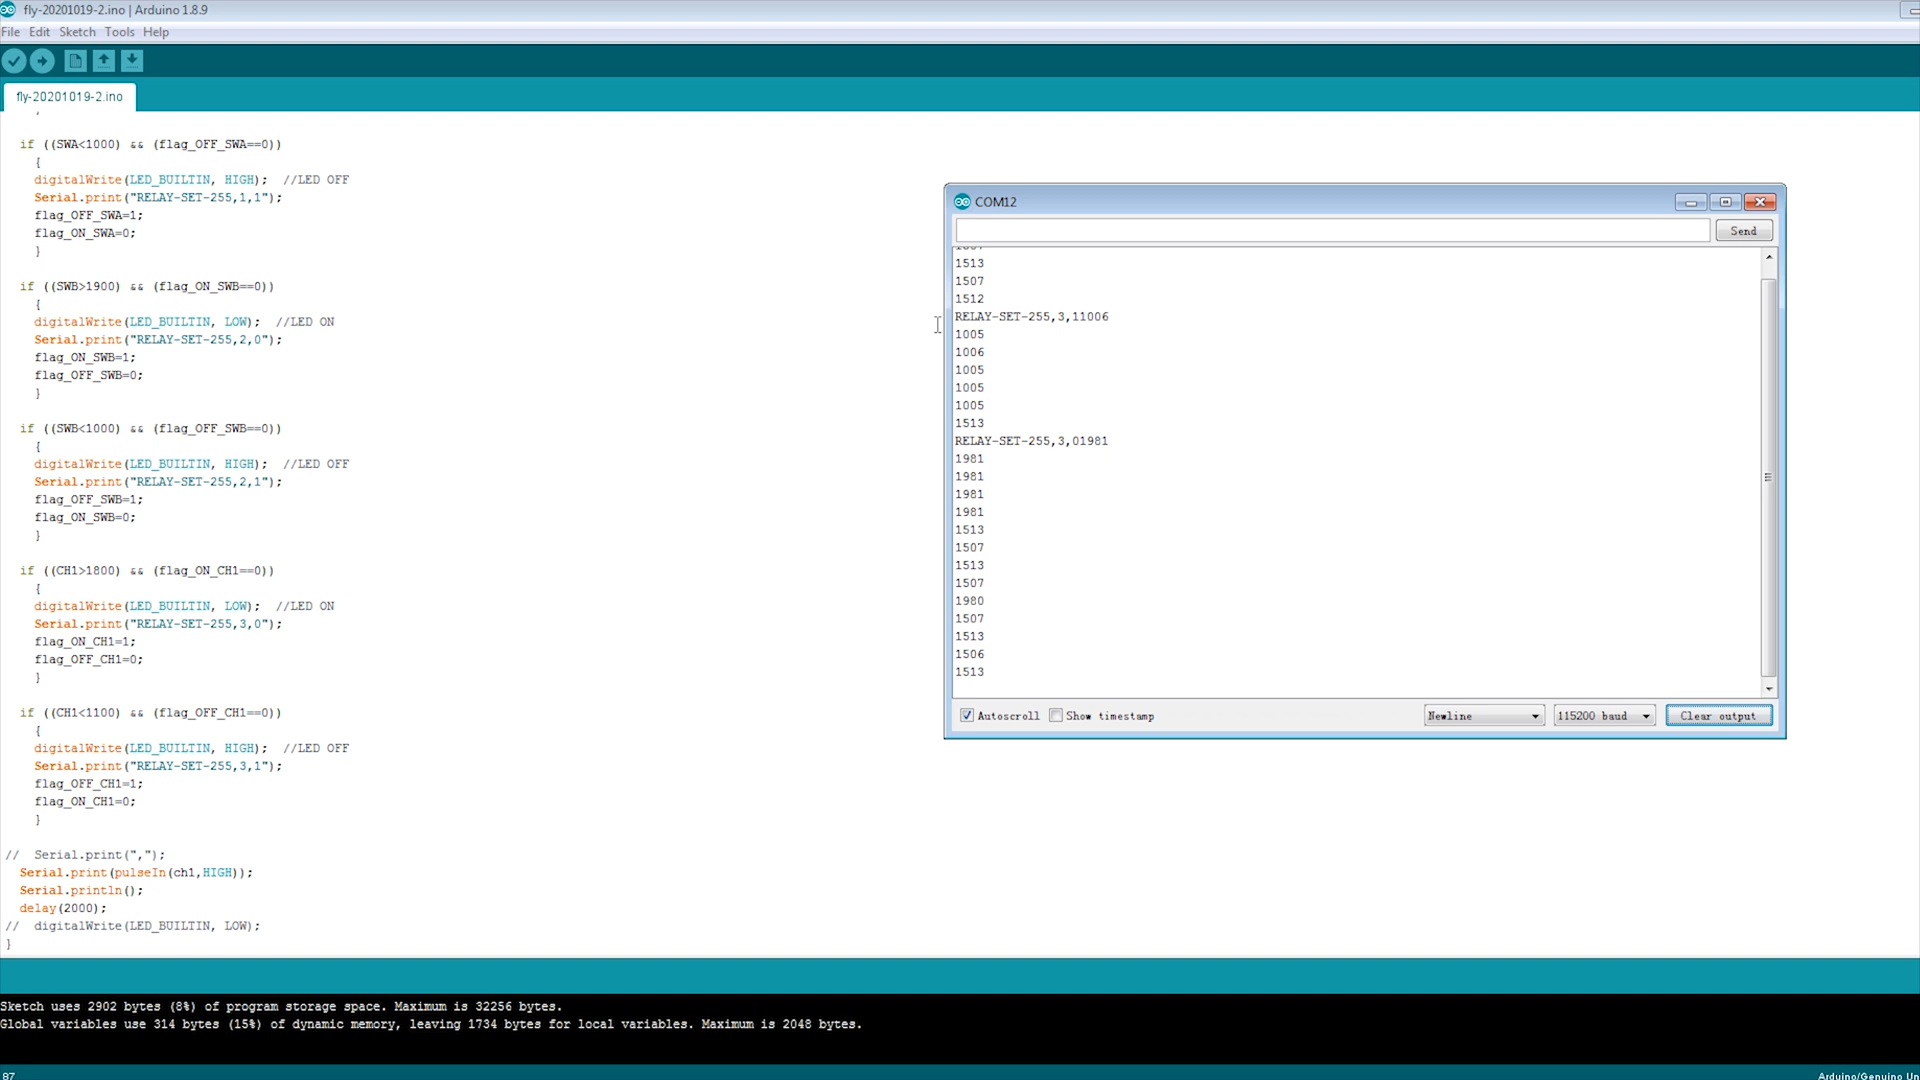 fly-20201019-2.ino | Arduino 1.8.9
File Edit Sketch Tools Help
fly-20201019-2.ino
}
if ((SWA<1000) && (flag_OFF_SWA==0))
{
digitalWrite(LED_BUILTIN, HIGH); //LED OFF
Serial.print("RELAY-SET-255,1,1");
flag_OFF_SWA=1;
flag_ON_SWA=0;
}
if ((SWB>1900) && (flag_ON_SWB==0))
{
digitalWrite(LED_BUILTIN, LOW); //LED ON
Serial.print("RELAY-SET-255,2,0");
flag_ON_SWB=1;
flag_OFF_SWB=0;
}
if ((SWB<1000) && (flag_OFF_SWB==0))
{
digitalWrite(LED_BUILTIN, HIGH); //LED OFF
Serial.print("RELAY-SET-255,2,1");
flag_OFF_SWB=1;
flag_ON_SWB=0;
}
if ((CH1>1800) && (flag_ON_CH1==0))
{
digitalWrite(LED_BUILTIN, LOW); //LED ON
Serial.print("RELAY-SET-255,3,0");
flag_ON_CH1=1;
flag_OFF_CH1=0;
}
if ((CH1<1100) && (flag_OFF_CH1==0))
{
digitalWrite(LED_BUILTIN, HIGH); //LED OFF
Serial.print("RELAY-SET-255,3,1");
flag_OFF_CH1=1;
flag_ON_CH1=0;
}
// Serial.print(",");
Serial.print(pulseIn(ch1,HIGH));
Serial.println();
delay(2000);
// digitalWrite(LED_BUILTIN, LOW);
}
COM12
Send
1513
1507
1512
RELAY-SET-255,3,11006
1005
1006
1005
1005
1005
1513
RELAY-SET-255,3,01981
1981
1981
1981
1981
1513
1507
1513
1507
1980
1507
1513
1506
1513
Autoscroll Show timestamp Newline 115200 baud Clear output
Sketch uses 2902 bytes (8%) of program storage space. Maximum is 32256 bytes.
Global variables use 314 bytes (15%) of dynamic memory, leaving 1734 bytes for local variables. Maximum is 2048 bytes.
87 Arduino/Genuino Un